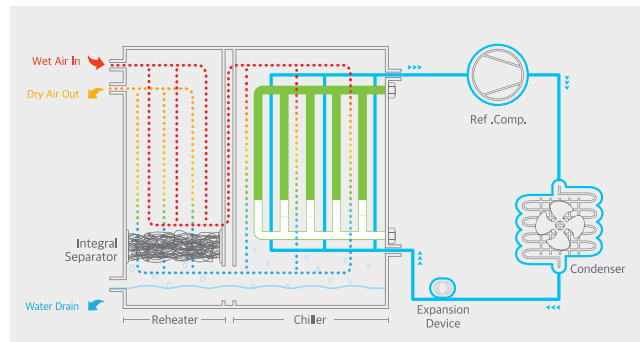 Wet Air In
Dry Air Out
Ref .Comp.
Integral
Separator
Condenser
Water Drain
Expansion
Device
Reheater
Chiller